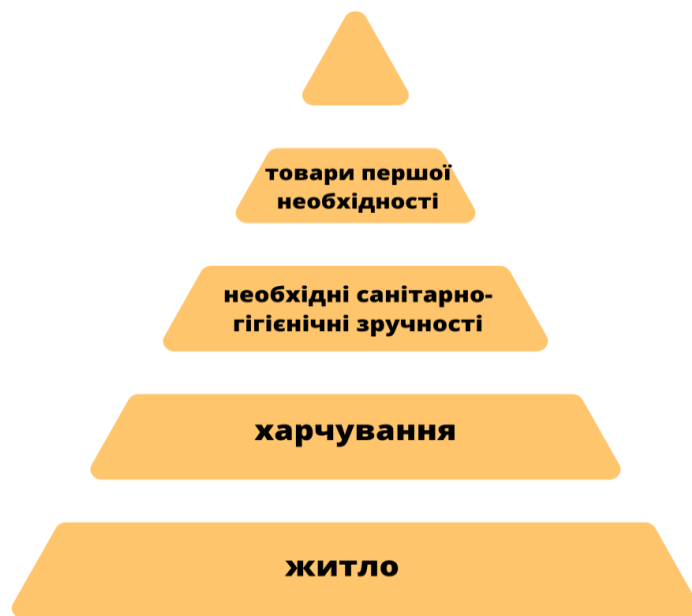 товари першої
необхідності
необхідні санітарно-
гігієнічні зручності
харчування
житло